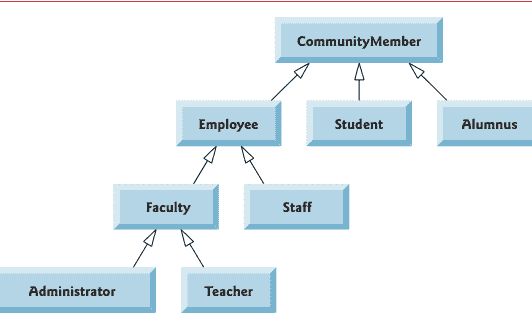 CommunityMember
Employee
Student
Alumnus
Faculty
Staff
Administrator
Teacher